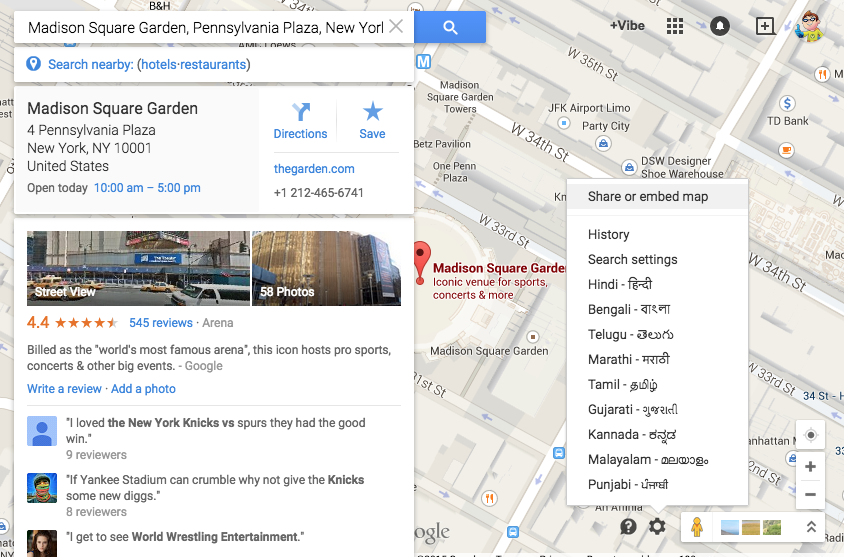 B&H
Madison Square Garden, Pennsylvania Plaza, New Yorl
+Vibe
Search nearby: (hotels·restaurants)
Madison Square Garden
4 Pennsylvania Plaza
New York, NY 10001
United States
Open today 10:00 am – 5:00 pm
Directions
Save
thegarden.com
+1 212-465-6741
Street View
58 Photos
4.4
545 reviews · Arena
Billed as the "world's most famous arena", this icon hosts pro sports,
concerts & other big events. - Google
Write a review · Add a photo
"I loved the New York Knicks vs spurs they had the good
win."
9 reviewers
"If Yankee Stadium can crumble why not give the Knicks
some new diggs."
8 reviewers
"I get to see World Wrestling Entertainment."
M
Madison
Square Garden
Towers
W 34th St
JFK Airport Limo
Party City
TD Bank
DSW Designer
Shoe Warehouse
Betz Pavilion
One Penn
Plaza
W 33rd St
W 33rd St
W 34th St
Madison Square Garde
Iconic venue for sports,
concerts & more
Madison Square Garden
31st St
34 St - H
Share or embed map
History
Search settings
Hindi - हिन्दी
Bengali - বাংলা
Telugu - తెలుగు
Marathi - मराठी
Tamil - தமிழ்
Gujarati - ગુજરાતી
Kannada - ಕನ್ನಡ
Malayalam - മലയാളം
Punjabi - ਪੰਜਾਬੀ
ogle